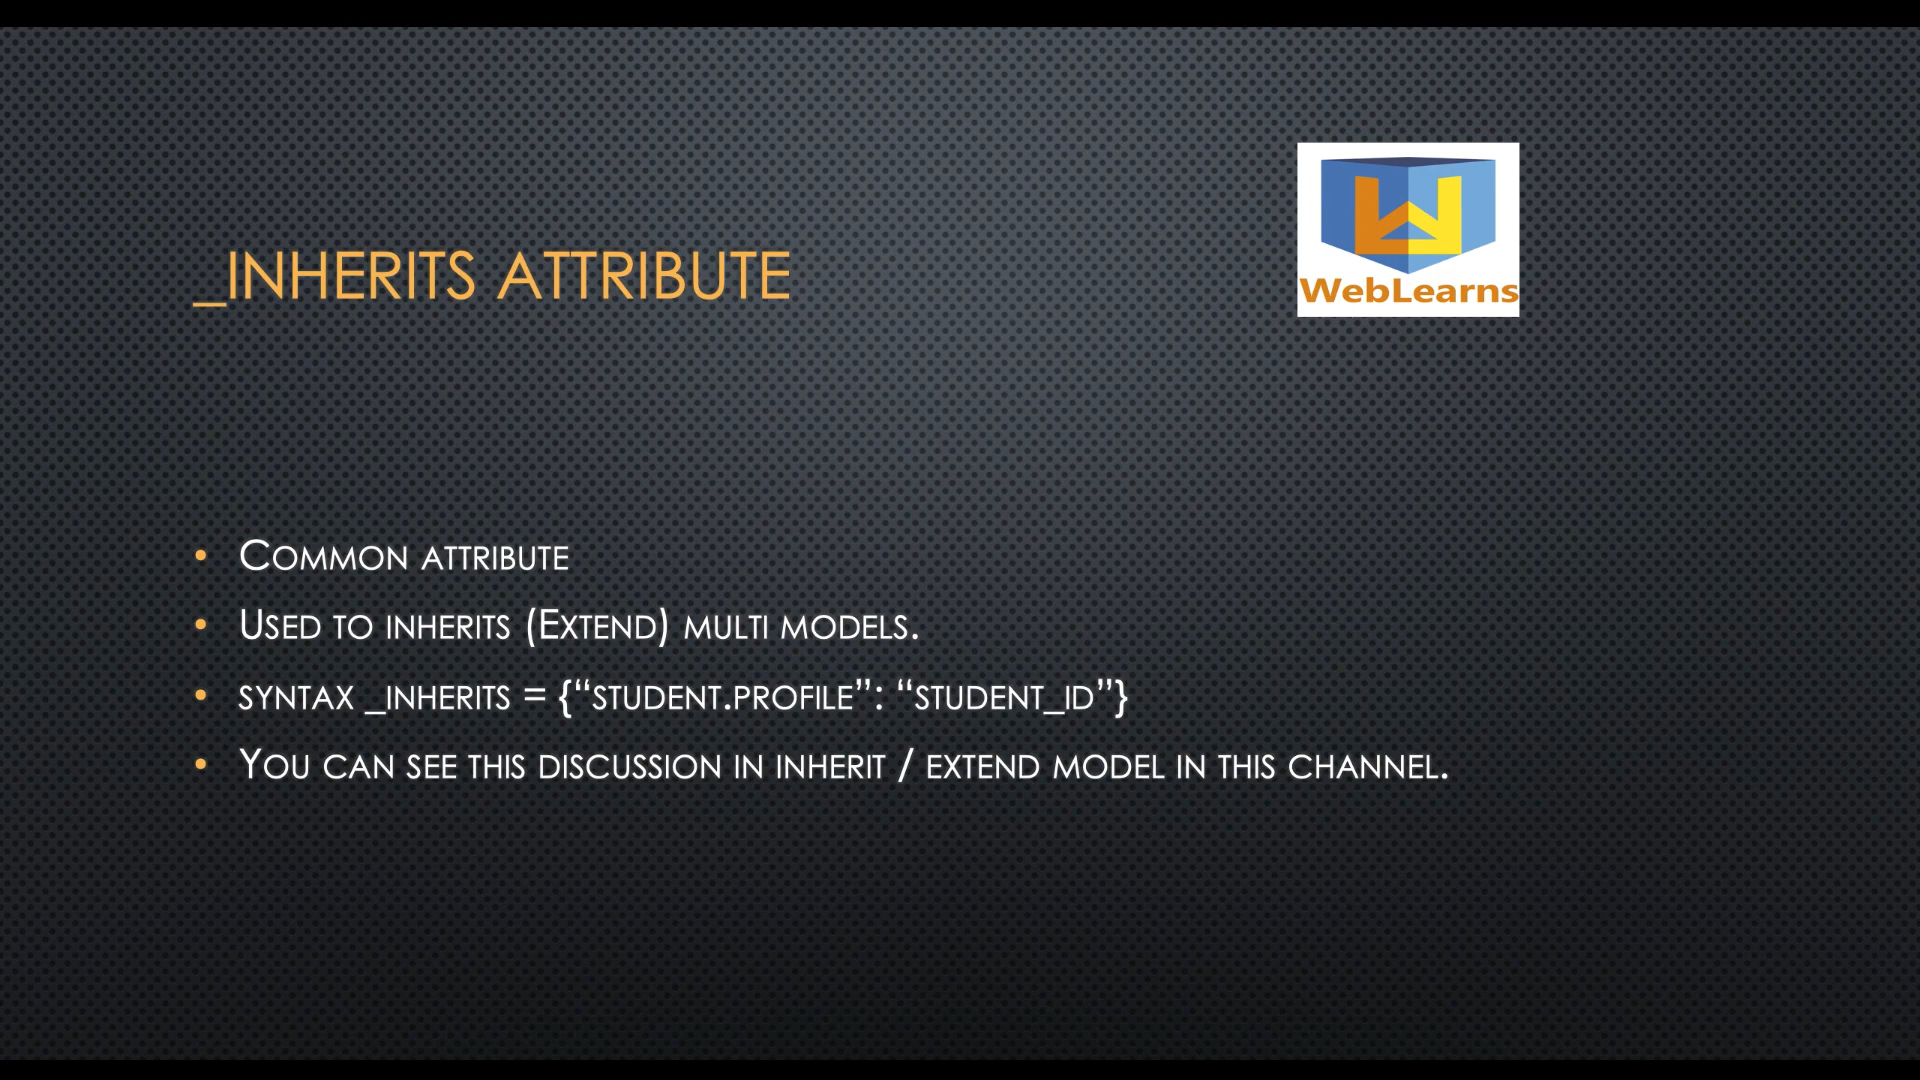 _INHERITS ATTRIBUTE
WebLearns
• COMMON ATTRIBUTE
• USED TO INHERITS (EXTEND) MULTI MODELS.
• SYNTAX _INHERITS = {“STUDENT.PROFILE”: “STUDENT_ID”}
• YOU CAN SEE THIS DISCUSSION IN INHERIT / EXTEND MODEL IN THIS CHANNEL.